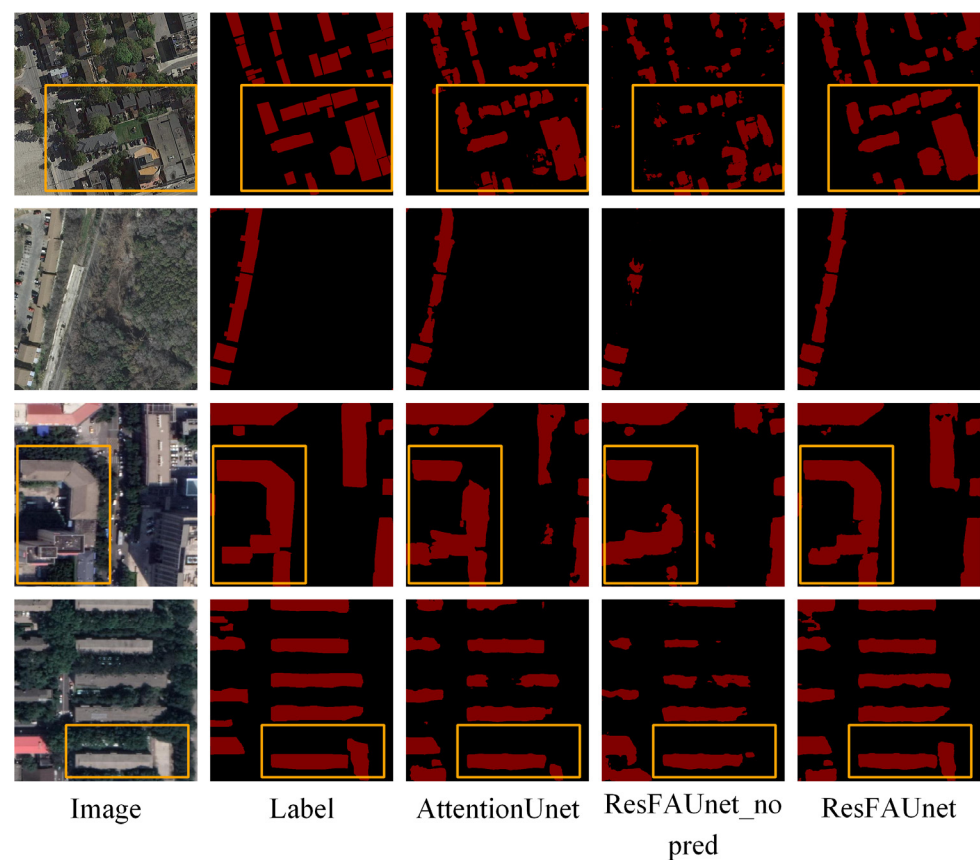 Image
Label
AttentionUnet
ResFAUnet_no
pred
ResFAUnet